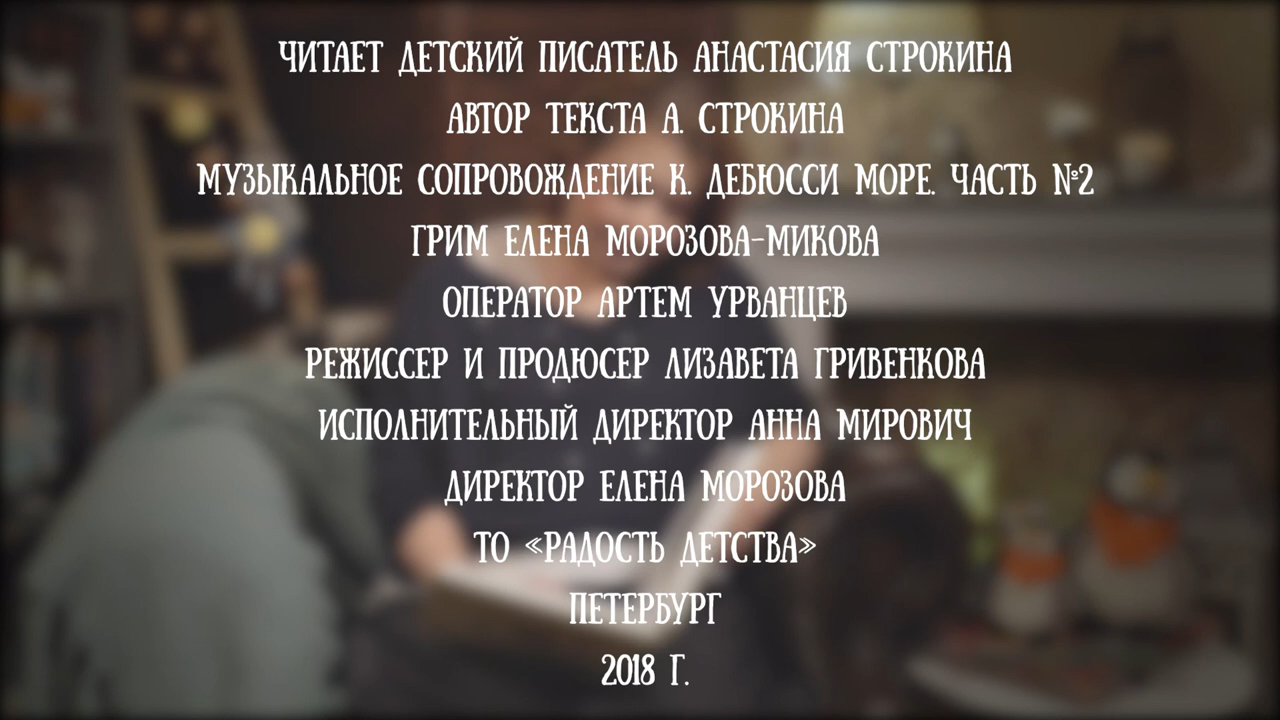 ЧИТАЕТ ДЕТСКИЙ ПИСАТЕЛЬ АНАСТАСИЯ СТРОКИНА
АВТОР ТЕКСТА А. СТРОКИНА
МУЗЫКАЛЬНОЕ СОПРОВОЖДЕНИЕ К. ДЕБЮССИ МОРЕ. ЧАСТЬ №2
ГРИМ ЕЛЕНА МОРОЗОВА-МИКОВА
ОПЕРАТОР АРТЕМ УРВАНЦЕВ
РЕЖИССЕР И ПРОДЮСЕР ЛИЗАВЕТА ГРИВЕНКОВА
ИСПОЛНИТЕЛЬНЫЙ ДИРЕКТОР АННА МИРОВИЧ
ДИРЕКТОР ЕЛЕНА МОРОЗОВА
ТО «РАДОСТЬ ДЕТСТВА»
ПЕТЕРБУРГ
2018 Г.